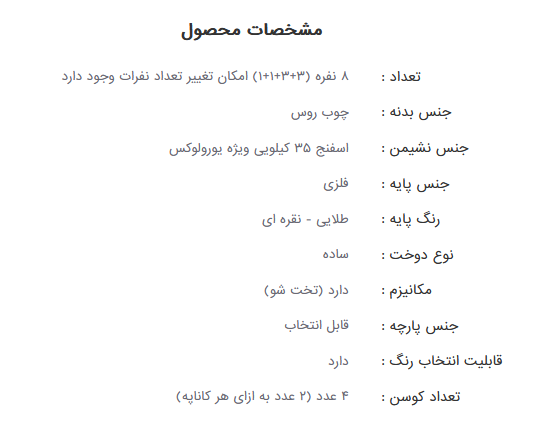 مشخصات محصول
تعداد : ۸ نفره (۳+۳+۱+۱) امکان تغییر تعداد نفرات وجود دارد
جنس بدنه : چوب روس
جنس نشیمن : اسفنج ۳۵ کیلویی ویژه یورولوکس
جنس پایه : فلزی
رنگ پایه : طلایی - نقره ای
نوع دوخت : ساده
مکانیزم : دارد (تخت شو)
جنس پارچه : قابل انتخاب
قابلیت انتخاب رنگ : دارد
تعداد کوسن : ۴ عدد (۲ عدد به ازای هر کاناپه)